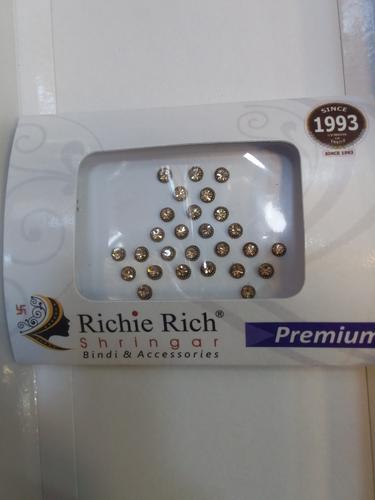 SINCE
1993
SINCE 1993
Richie Rich®
Shringar
Bindi & Accessories
Premium